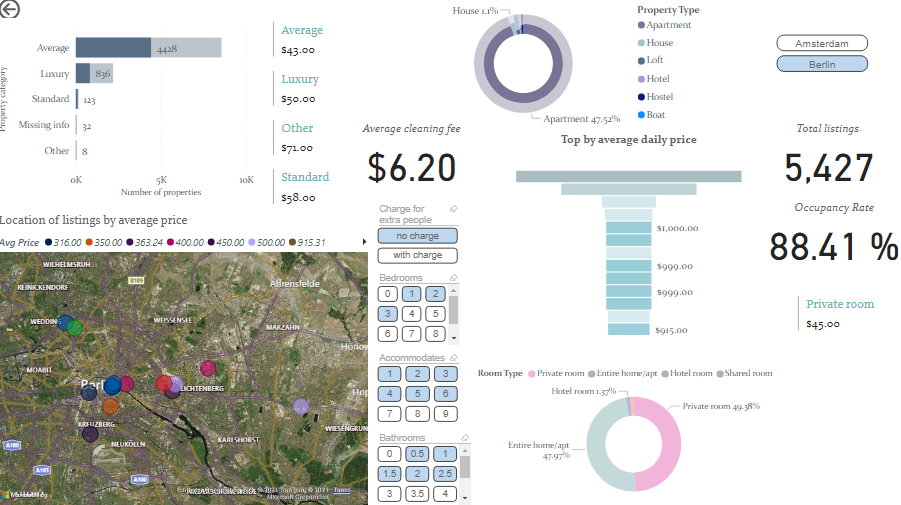 Property category
Average 4428
Luxury 836
Standard 123
Missing info 32
Other 8
0K 5K 10K
Number of properties
Average
$43.00
Luxury
$50.00
Other
$71.00
Standard
$58.00
Average cleaning fee
$6.20
House 1.1%
Apartment 47.52%
Property Type
Apartment
House
Loft
Hotel
Hostel
Boat
Amsterdam
Berlin
Top by average daily price
$1,000.00
$999.00
$999.00
$915.00
Total listings
5,427
Occupancy Rate
88.41 %
Private room
$45.00
Location of listings by average price
Avg Price 316.00 350.00 363.24 400.00 450.00 500.00 915.31
WILHELMSRUH
B109
REINICKENDORF
Ahrensfelde
WEDDING
WEISSENSEE
MARZAHN
MOABIT
LICHTENBERG
KREUZBERG
NEUKÖLLN
KARLSHORST
A100
A103
A100
Microsoft Corporation
Terms
Charge for
extra people
no charge
with charge
Bedrooms
0 1 2
3 4 5
6 7 8
Accommodates
1 2 3
4 5 6
7 8 9
Bathrooms
0 0.5 1
1.5 2 2.5
3 3.5 4
Room Type Private room Entire home/apt Hotel room Shared room
Hotel room 1.37%
Private room 49.38%
Entire home/apt
47.97%